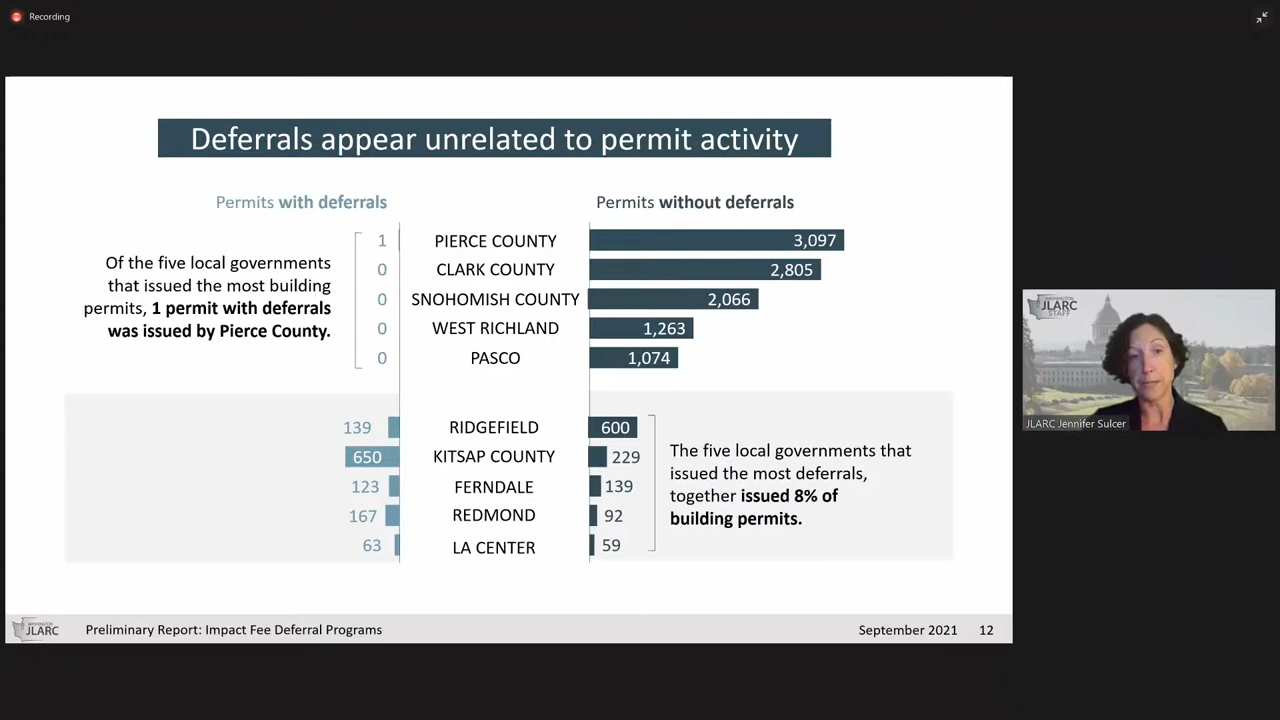 Recording
Deferrals appear unrelated to permit activity
Permits with deferrals
Permits without deferrals
Of the five local governments
that issued the most building
permits, 1 permit with deferrals
was issued by Pierce County.
1 PIERCE COUNTY 3,097
0 CLARK COUNTY 2,805
0 SNOHOMISH COUNTY 2,066
0 WEST RICHLAND 1,263
0 PASCO 1,074
139 RIDGEFIELD 600
650 KITSAP COUNTY 229
123 FERNDALE 139
167 REDMOND 92
63 LA CENTER 59
The five local governments that
issued the most deferrals,
together issued 8% of
building permits.
JLARC
Preliminary Report: Impact Fee Deferral Programs
September 2021 12
WASHINGTON
JLARC
STAFF
JLARC Jennifer Sulcer